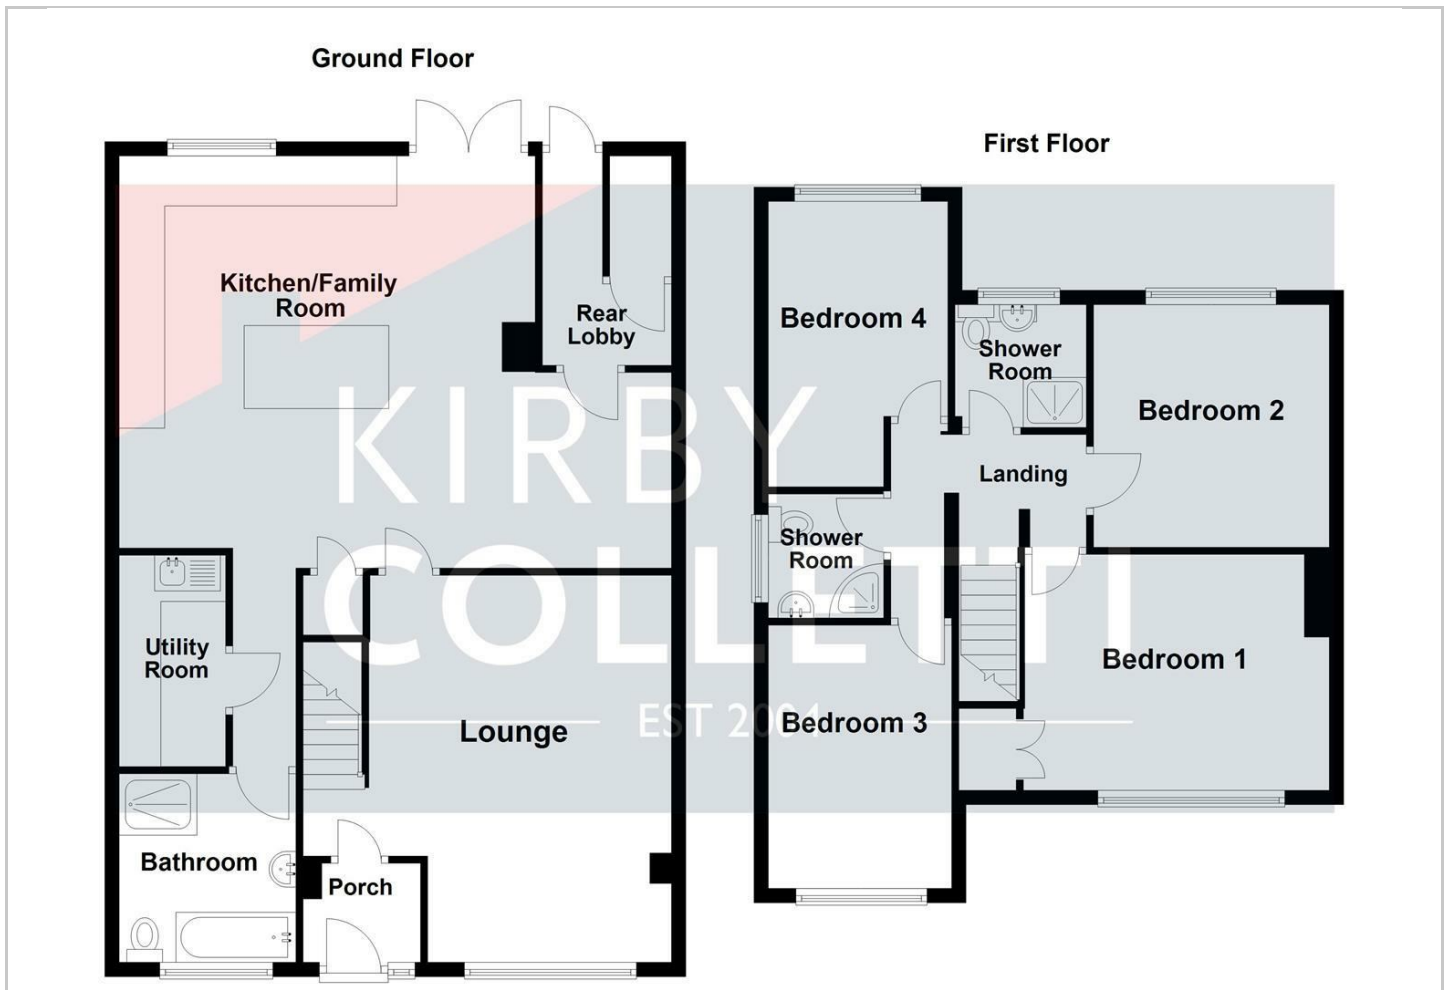 Ground Floor
First Floor
Kitchen/Family
Room
Rear
Lobby
Bedroom 4
Shower
Room
Bedroom 2
KIRBY
Landing
Shower
Room
COLLETTI
Utility
Room
Bedroom 1
Lounge
EST 2004
Bedroom 3
Bathroom
Porch